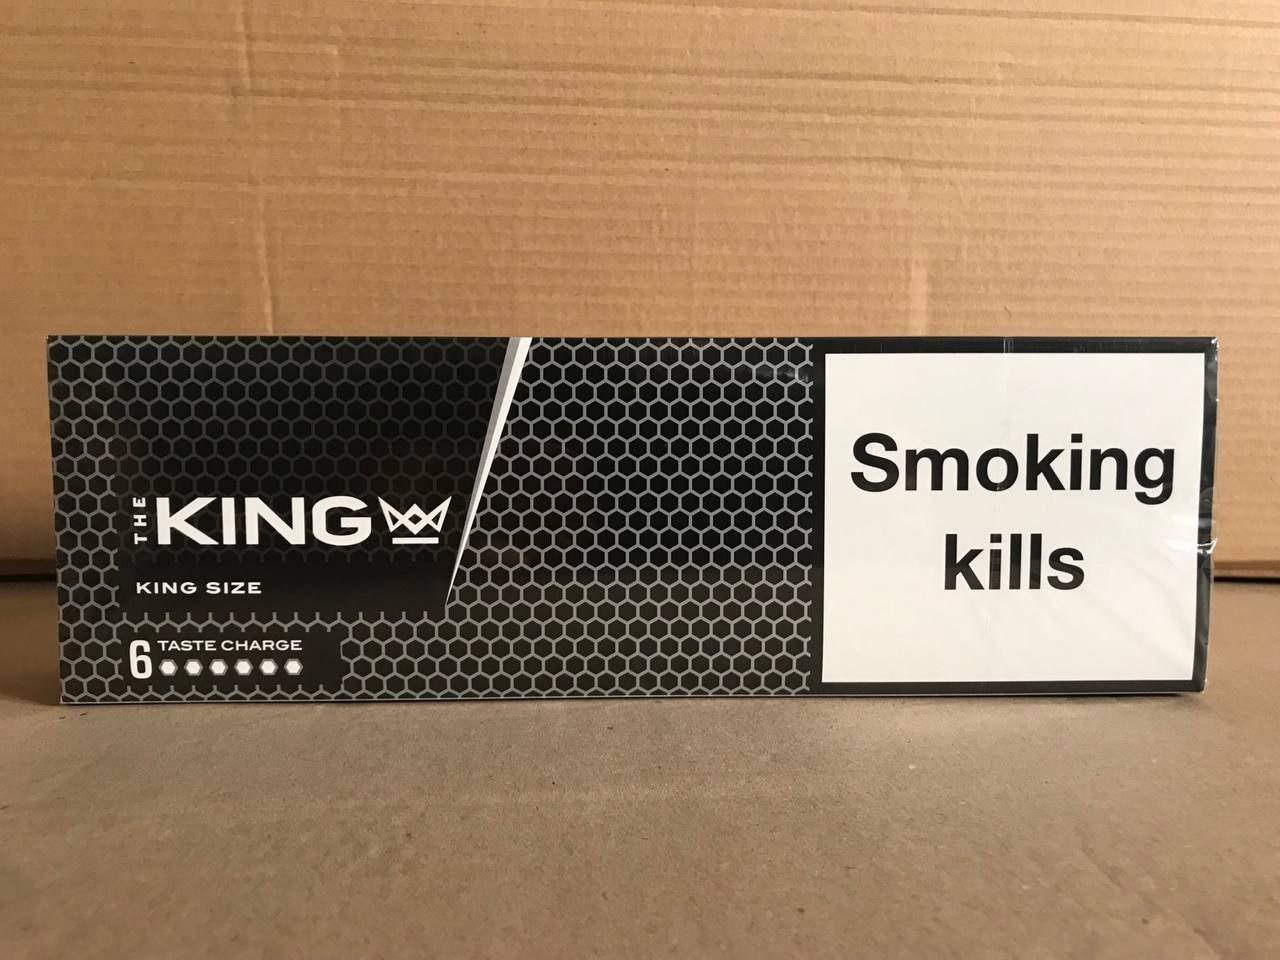 THE KING
KING SIZE
6 TASTE CHARGE
Smoking
kills